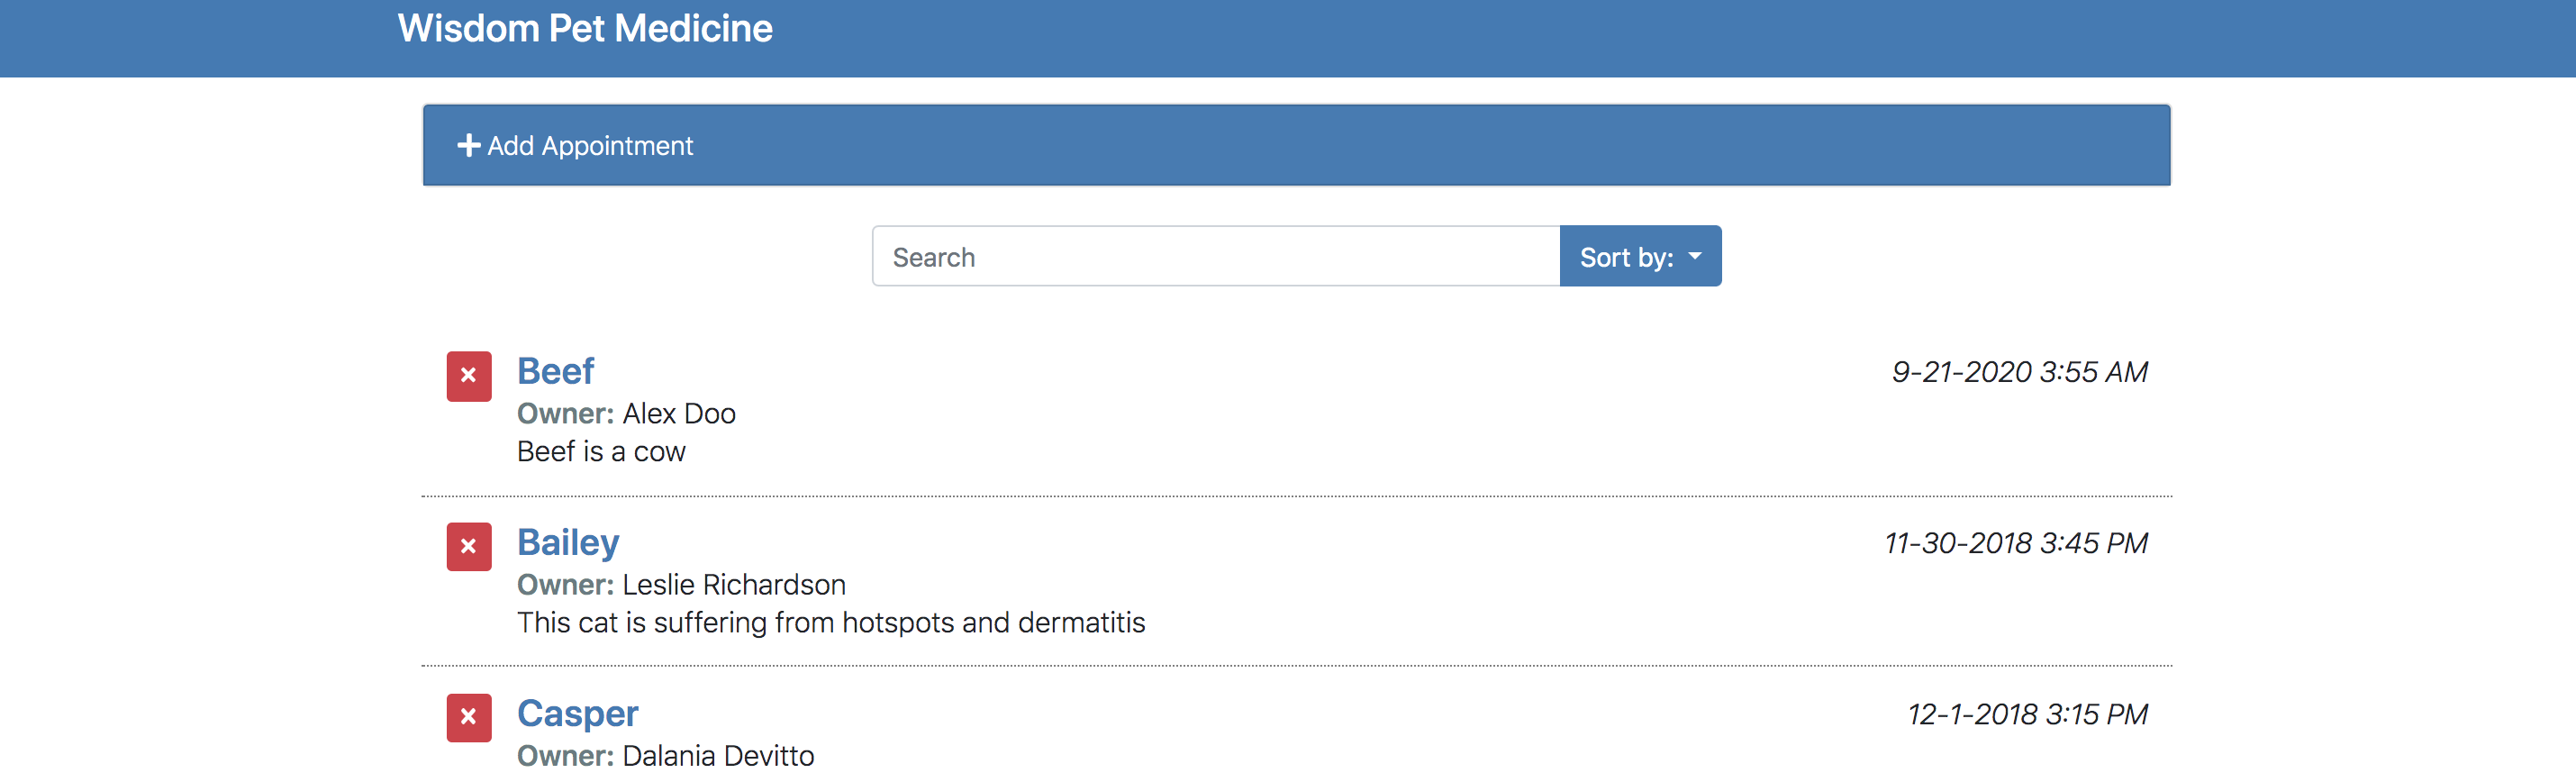 Wisdom Pet Medicine
Add Appointment
Search
Sort by:
Beef
9-21-2020 3:55 AM
Owner: Alex Doo
Beef is a cow
Bailey
11-30-2018 3:45 PM
Owner: Leslie Richardson
This cat is suffering from hotspots and dermatitis
Casper
12-1-2018 3:15 PM
Owner: Dalania Devitto